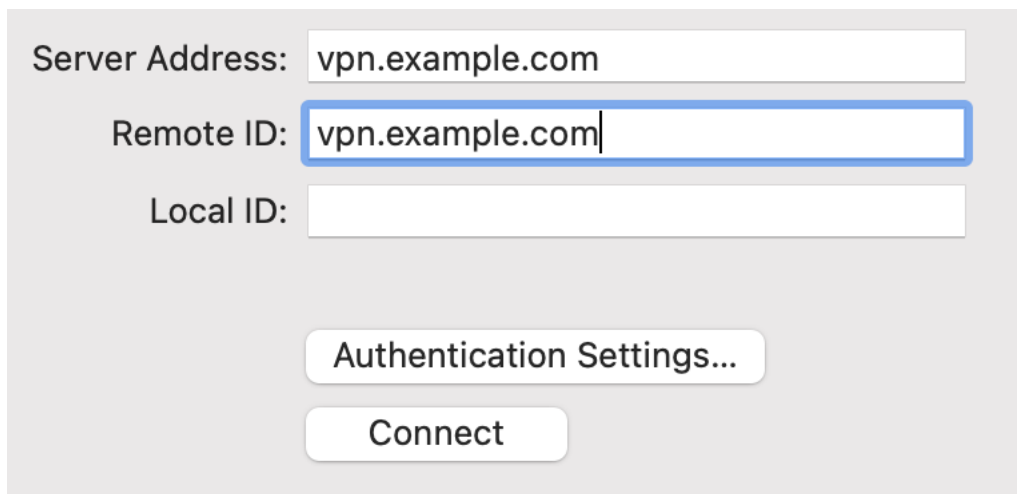 Server Address: vpn.example.com
Remote ID: vpn.example.com
Local ID:
Authentication Settings...
Connect